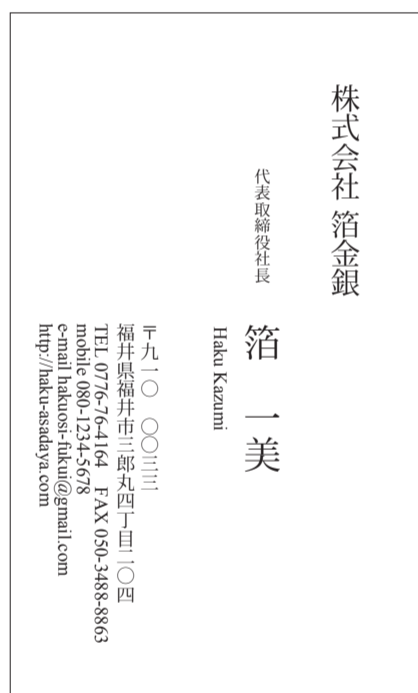 株式会社 箔金銀
代表取締役社長
箔 一美
Haku Kazumi
〒九一〇 〇〇三三
福井県福井市三郎丸四丁目二〇四
TEL 0776-76-4164 FAX 050-3488-8863
mobile 080-1234-5678
e-mail hakuosi-fukui@gmail.com
http://haku-asadaya.com